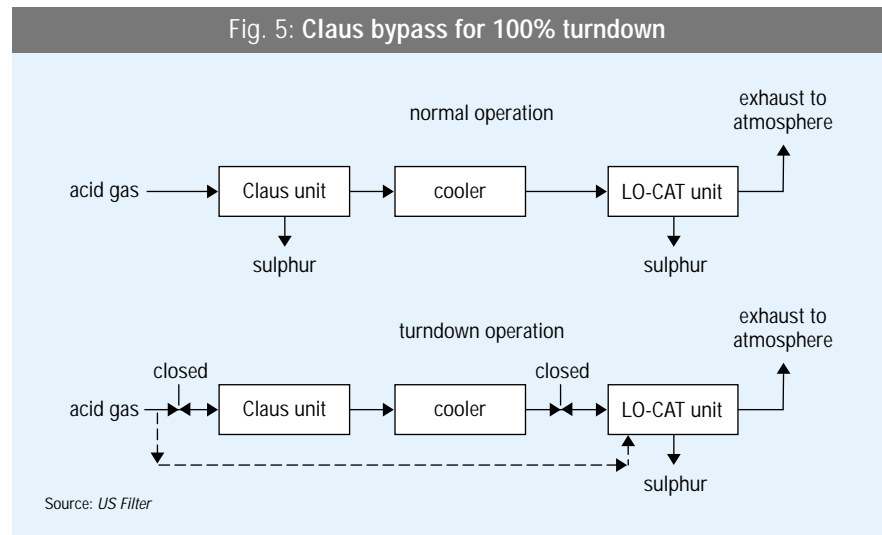 Fig. 5: Claus bypass for 100% turndown
normal operation
exhaust to
atmosphere
acid gas
Claus unit
cooler
LO-CAT unit
sulphur
sulphur
turndown operation
exhaust to
atmosphere
closed
closed
acid gas
Claus unit
cooler
LO-CAT unit
sulphur
Source: US Filter